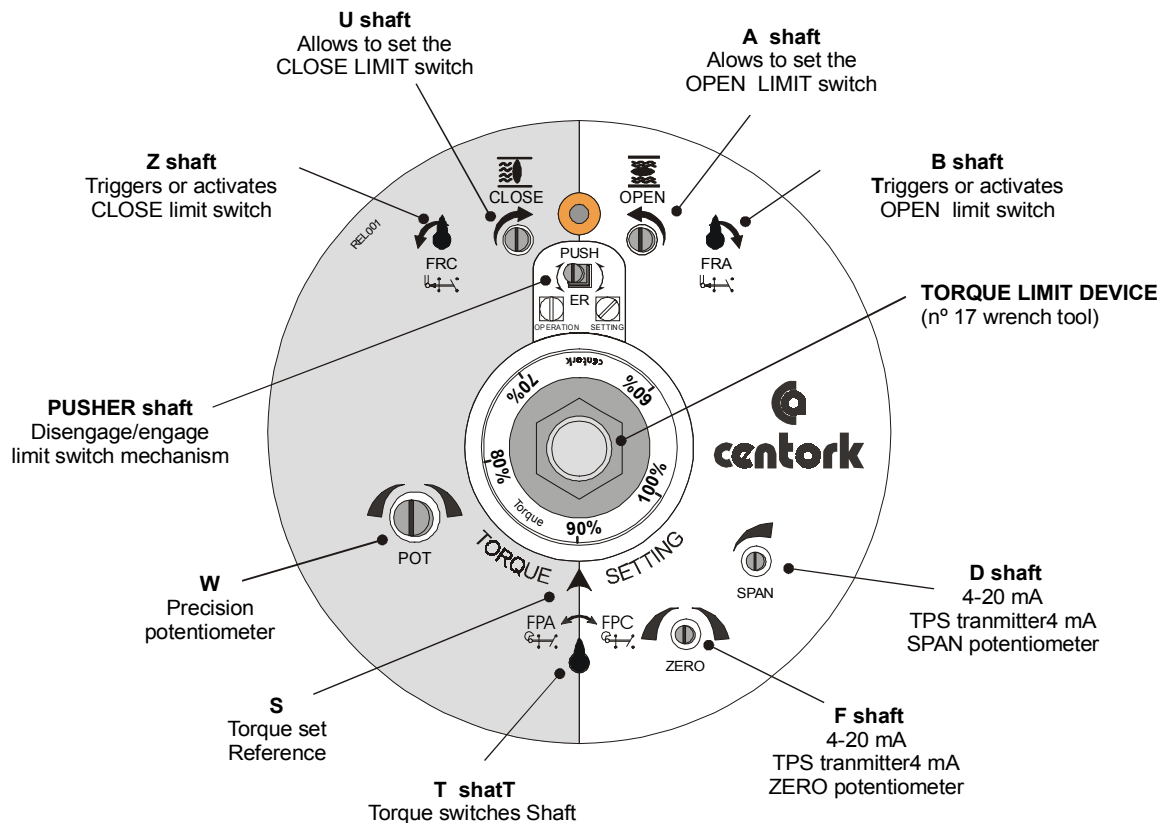 U shaft
Allows to set the
CLOSE LIMIT switch
A shaft
Alows to set the
OPEN LIMIT switch
Z shaft
Triggers or activates
CLOSE limit switch
B shaft
Triggers or activates
OPEN limit switch
CLOSE
OPEN
REL001
FRC
FRA
PUSH
ER
OPERATION
SETTING
TORQUE LIMIT DEVICE
(nº 17 wrench tool)
centork
70%
60%
80%
100%
90%
Torque
TORQUE SETTING
centork
PUSHER shaft
Disengage/engage
limit switch mechanism
POT
SPAN
W
Precision
potentiometer
D shaft
4-20 mA
TPS tranmitter4 mA
SPAN potentiometer
FPA
FPC
ZERO
S
Torque set
Reference
F shaft
4-20 mA
TPS tranmitter4 mA
ZERO potentiometer
T shatT
Torque switches Shaft